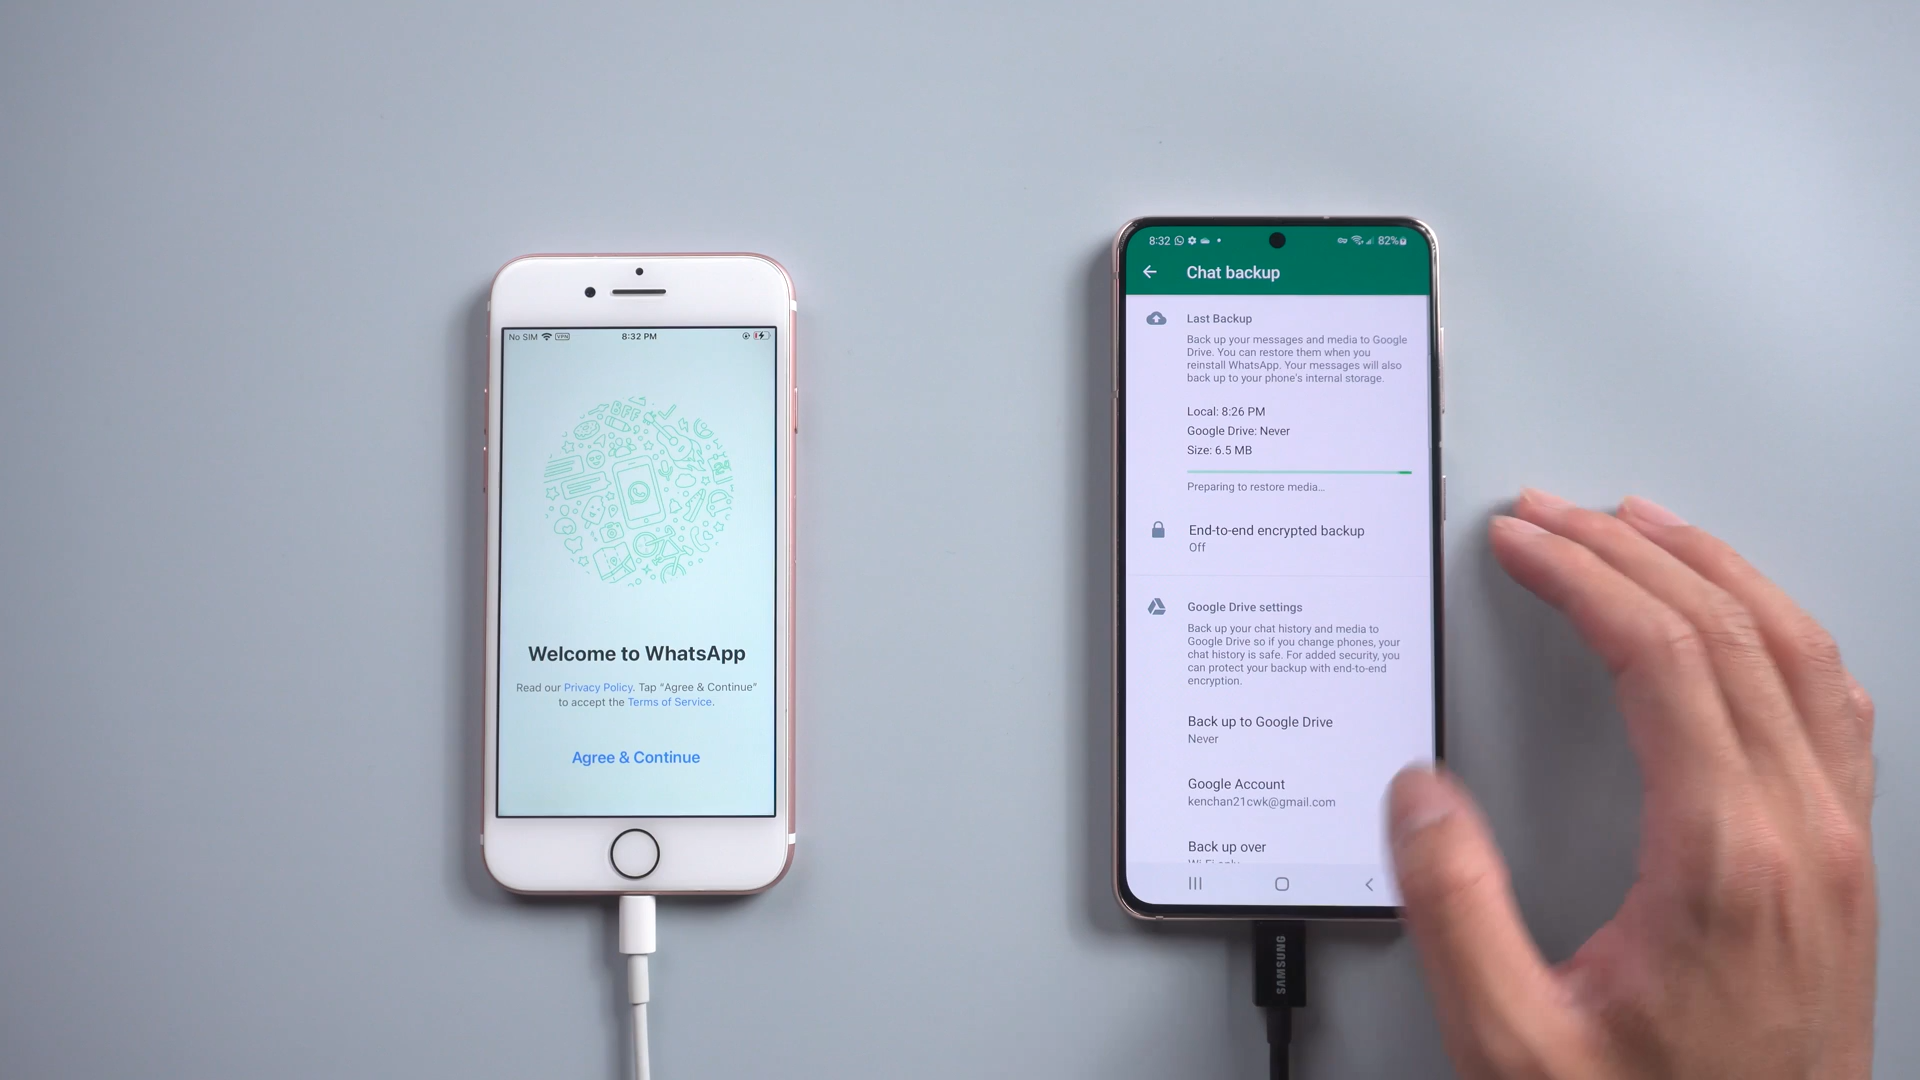 No SIM VPN 8:32 PM
BFF
Welcome to WhatsApp
Read our Privacy Policy. Tap “Agree & Continue”
to accept the Terms of Service.
Agree & Continue
8:32 82%
Chat backup
Last Backup
Back up your messages and media to Google
Drive. You can restore them when you
reinstall WhatsApp. Your messages will also
back up to your phone's internal storage.
Local: 8:26 PM
Google Drive: Never
Size: 6.5 MB
Preparing to restore media...
End-to-end encrypted backup
Off
Google Drive settings
Back up your chat history and media to
Google Drive so if you change phones, your
chat history is safe. For added security, you
can protect your backup with end-to-end
encryption.
Back up to Google Drive
Never
Google Account
kenchan21cwk@gmail.com
Back up over
Wi-Fi only
SAMSUNG